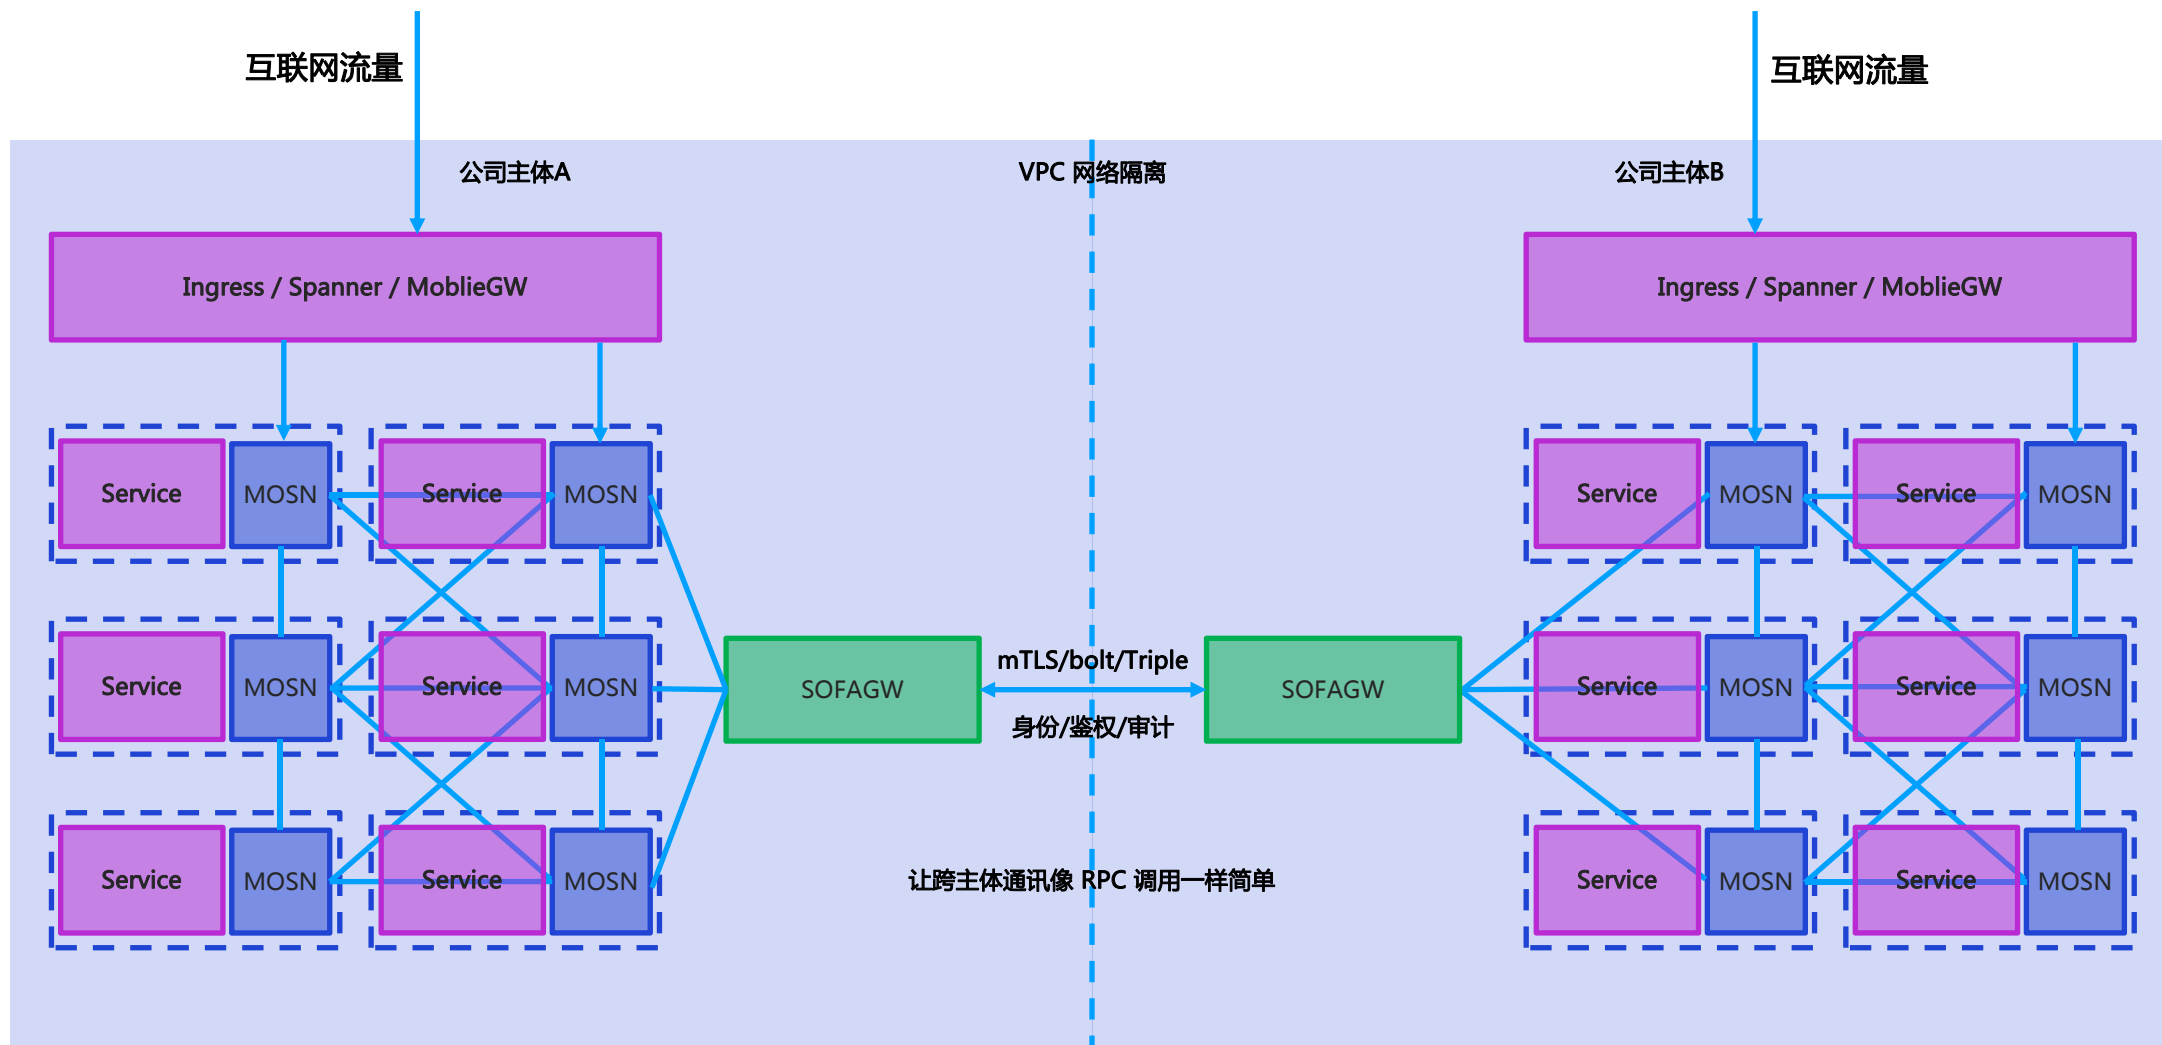 互联网流量
互联网流量
公司主体A
VPC 网络隔离
公司主体B
Ingress / Spanner / MoblieGW
Ingress / Spanner / MoblieGW
Service
MOSN
Service
MOSN
Service
MOSN
Service
MOSN
Service
MOSN
Service
MOSN
SOFAGW
mTLS/bolt/Triple
身份/鉴权/审计
SOFAGW
Service
MOSN
Service
MOSN
Service
MOSN
Service
MOSN
让跨主体通讯像 RPC 调用一样简单
Service
MOSN
Service
MOSN